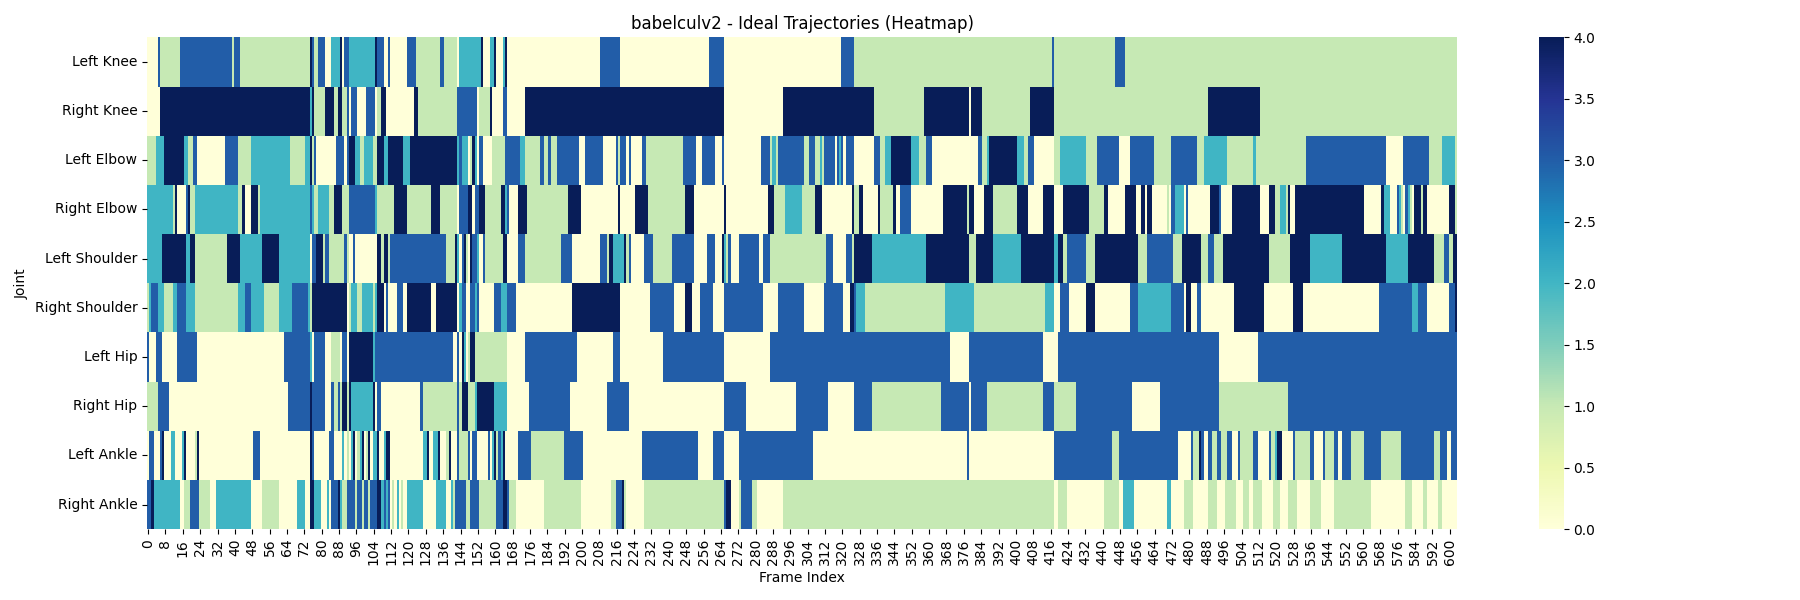 babelculv2 - Ideal Trajectories (Heatmap)
Joint
Left Knee
Right Knee
Left Elbow
Right Elbow
Left Shoulder
Right Shoulder
Left Hip
Right Hip
Left Ankle
Right Ankle
0 8 16 24 32 40 48 56 64 72 80 88 96 104 112 120 128 136 144 152 160 168 176 184 192 200 208 216 224 232 240 248 256 264 272 280 288 296 304 312 320 328 336 344 352 360 368 376 384 392 400 408 416 424 432 440 448 456 464 472 480 488 496 504 512 520 528 536 544 552 560 568 576 584 592 600
Frame Index
4.0
3.5
3.0
2.5
2.0
1.5
1.0
0.5
0.0